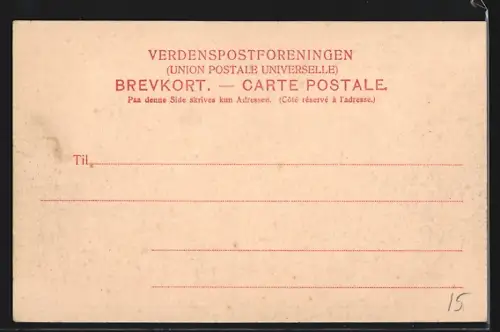 VERDENSPOSTFORENINGEN
(UNION POSTALE UNIVERSELLE)
BREVKORT. — CARTE POSTALE.
Paa denne Side skrives kun Adressen. (Côté réservé à l'adresse.)
Til
15